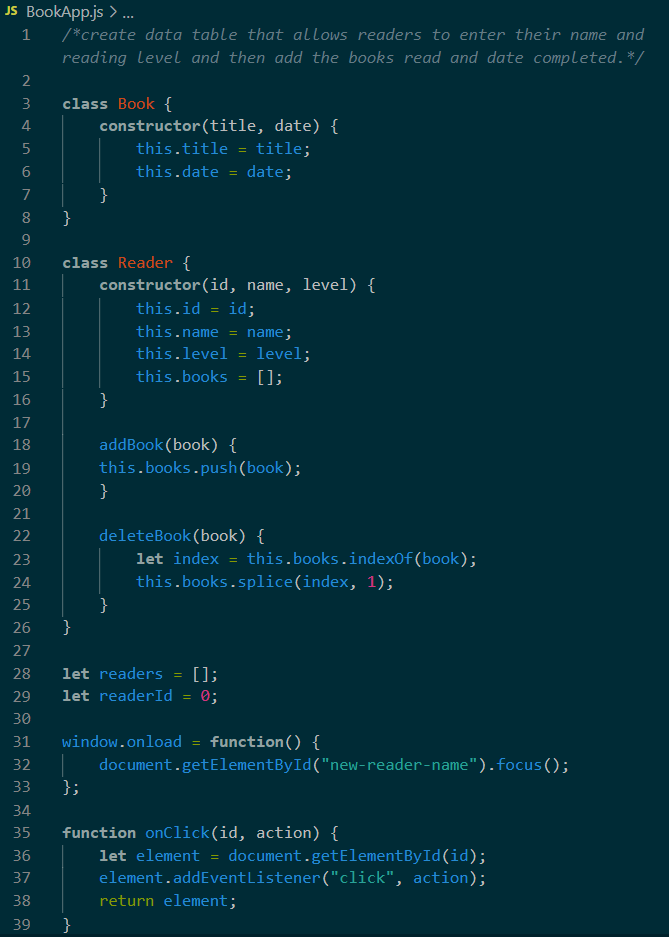 JS BookApp.js > ...
1 /*create data table that allows readers to enter their name and
reading level and then add the books read and date completed.*/
2
3 class Book {
4     constructor(title, date) {
5         this.title = title;
6         this.date = date;
7     }
8 }
9
10 class Reader {
11     constructor(id, name, level) {
12         this.id = id;
13         this.name = name;
14         this.level = level;
15         this.books = [];
16     }
17
18     addBook(book) {
19     this.books.push(book);
20     }
21
22     deleteBook(book) {
23         let index = this.books.indexOf(book);
24         this.books.splice(index, 1);
25     }
26 }
27
28 let readers = [];
29 let readerId = 0;
30
31 window.onload = function() {
32     document.getElementById("new-reader-name").focus();
33 };
34
35 function onClick(id, action) {
36     let element = document.getElementById(id);
37     element.addEventListener("click", action);
38     return element;
39 }